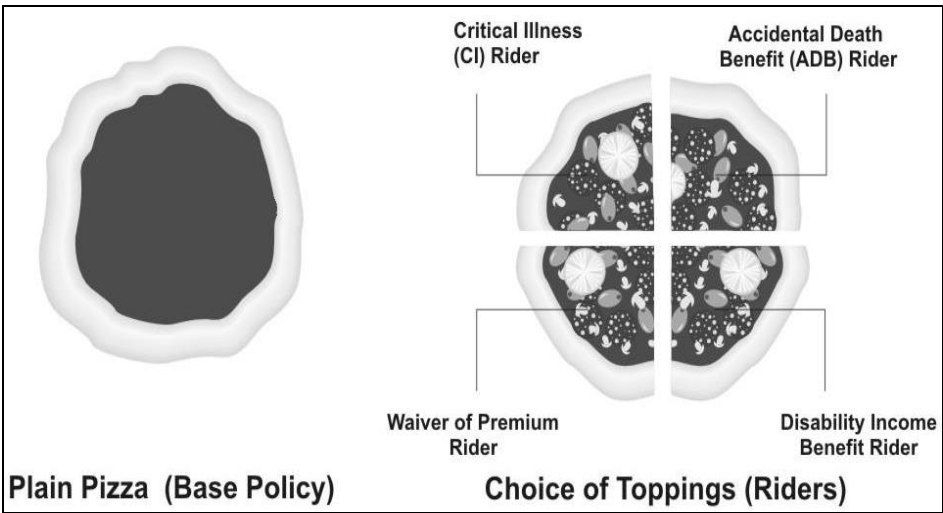 Critical Illness
(CI) Rider
Accidental Death
Benefit (ADB) Rider
Waiver of Premium
Rider
Disability Income
Benefit Rider
Plain Pizza (Base Policy)
Choice of Toppings (Riders)